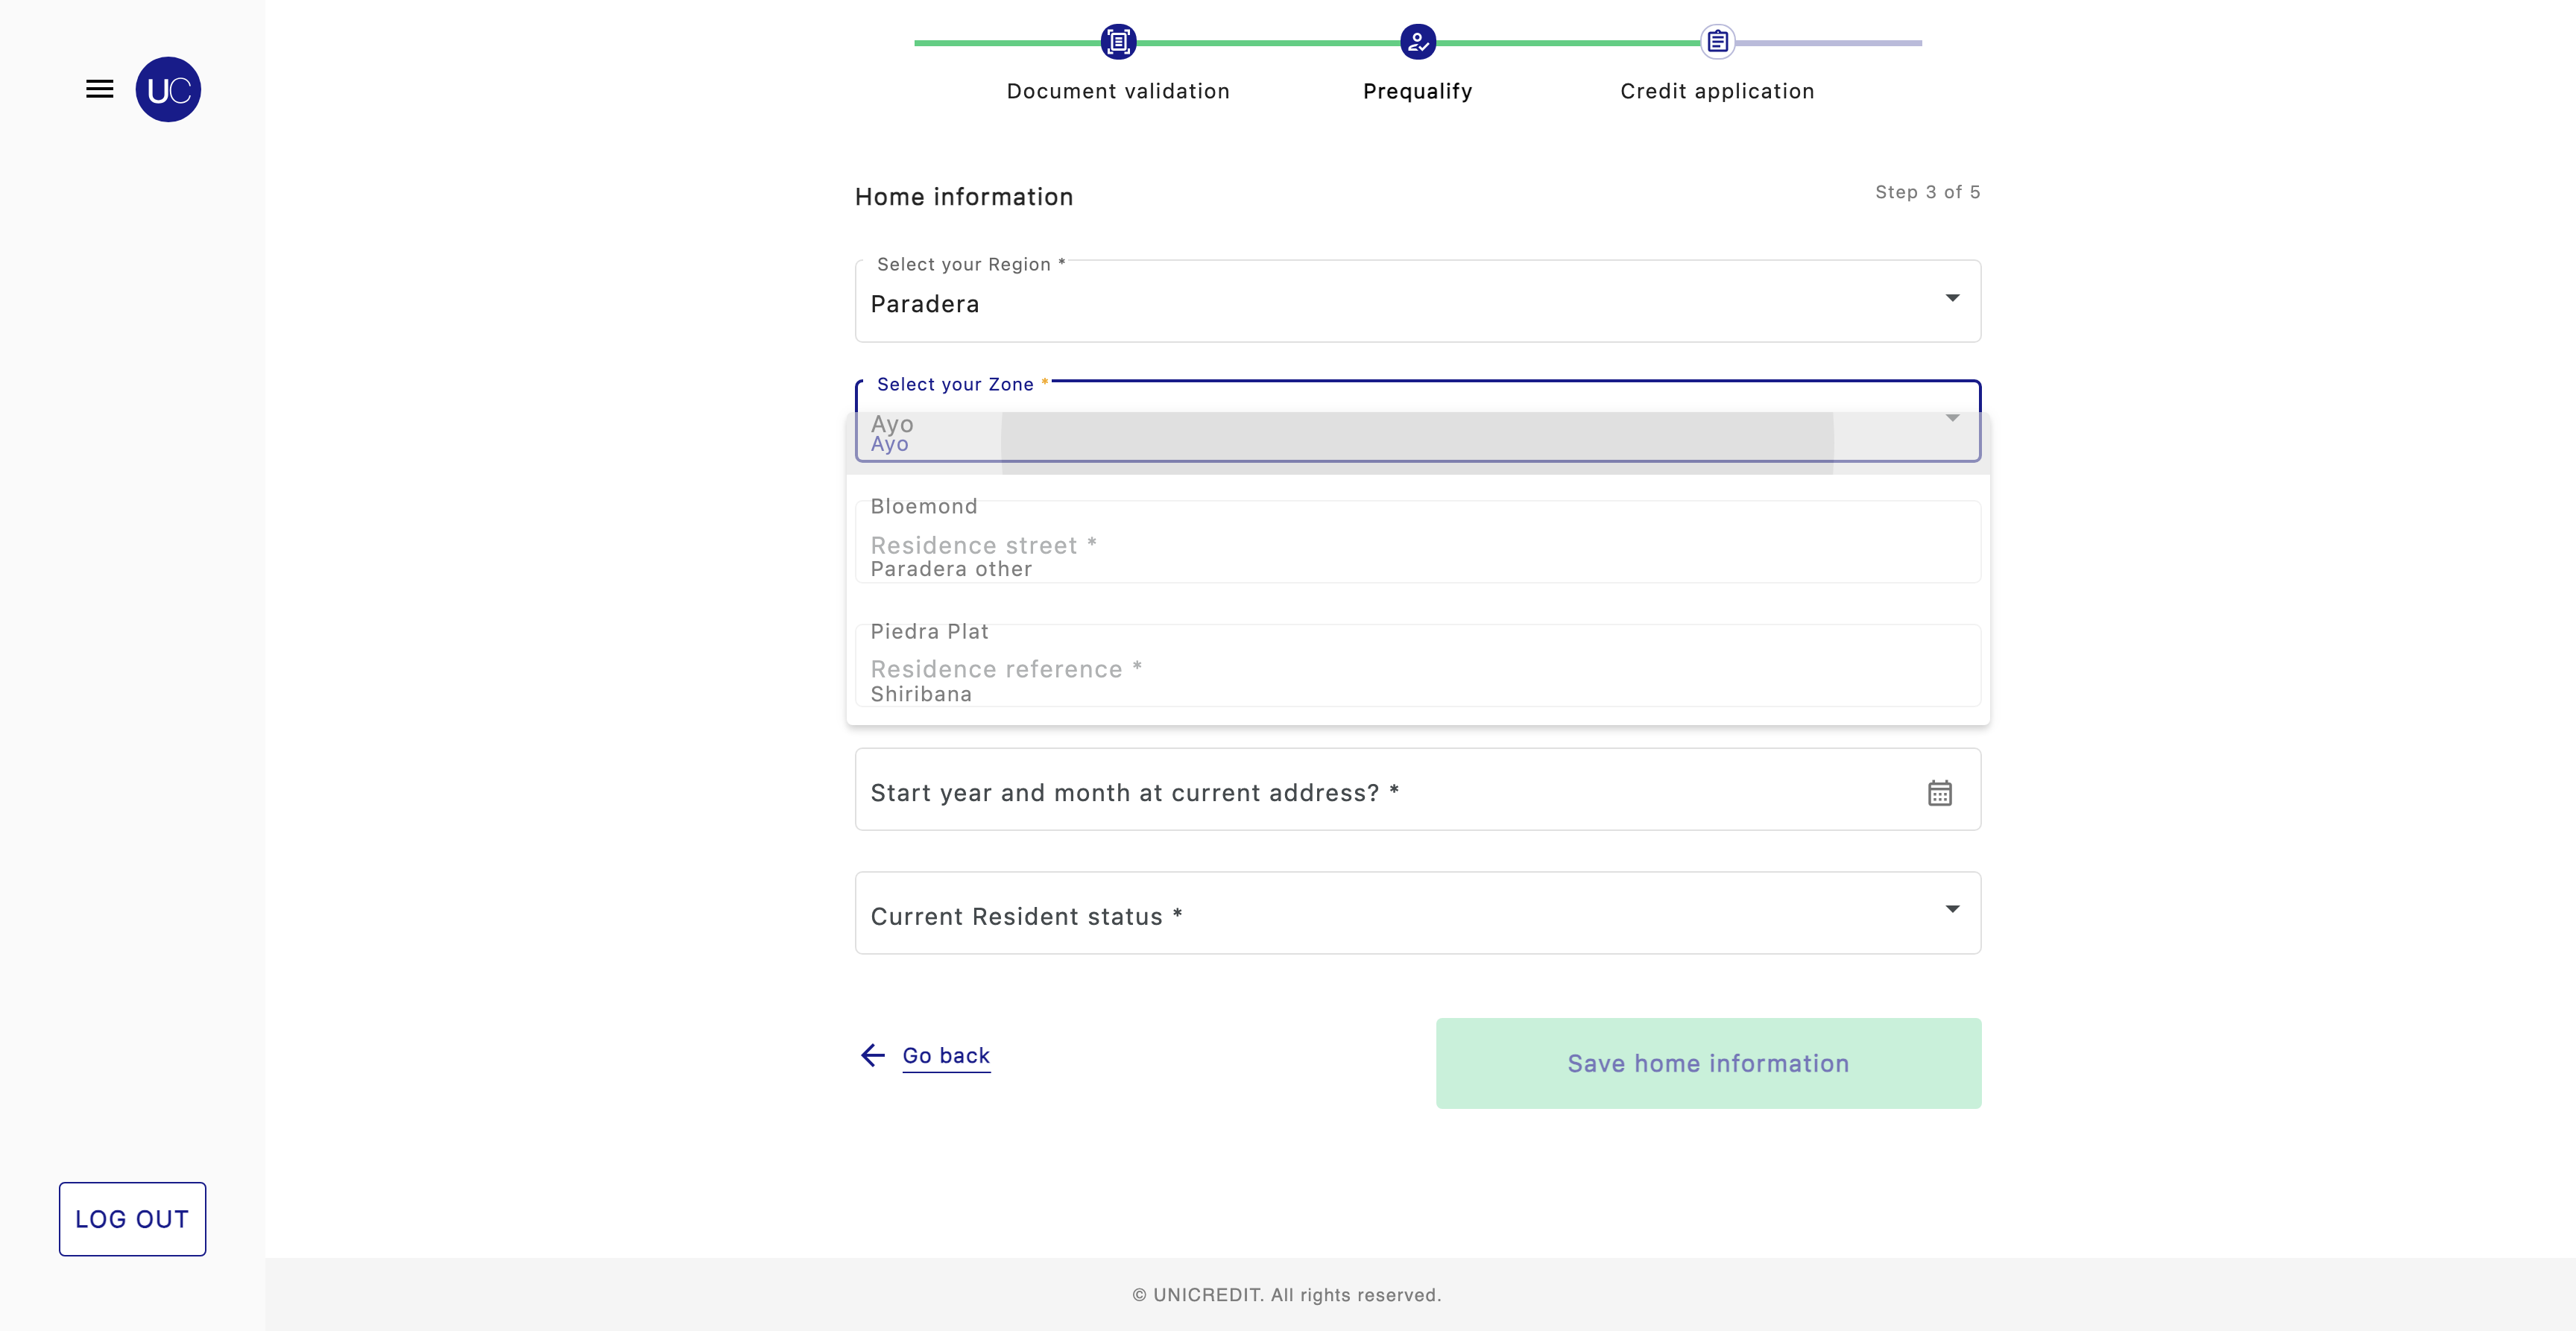 UC
Document validation
Prequalify
Credit application
Home information
Step 3 of 5
Select your Region *
Paradera
Select your Zone *
Ayo
Ayo
Bloemond
Residence street *
Paradera other
Piedra Plat
Residence reference *
Shiribana
Start year and month at current address? *
Current Resident status *
Go back
Save home information
LOG OUT
© UNICREDIT. All rights reserved.